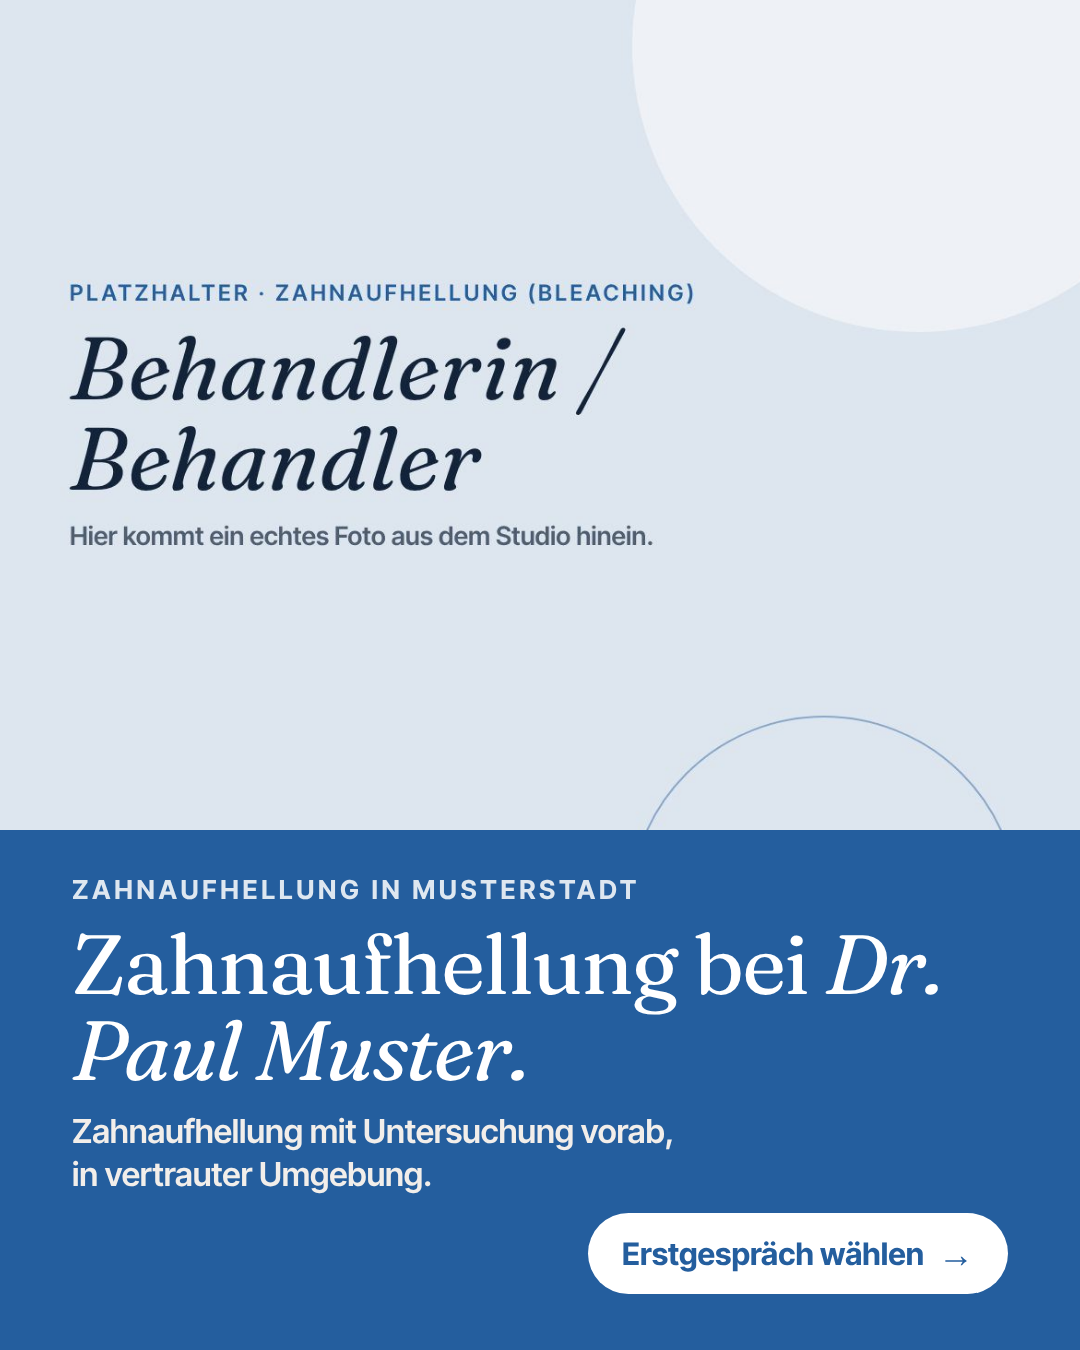 PLATZHALTER · ZAHNAUFHELLUNG (BLEACHING)
Behandlerin /
Behandler
Hier kommt ein echtes Foto aus dem Studio hinein.
ZAHNAUFHELLUNG IN MUSTERSTADT
Zahnaufhellung bei Dr.
Paul Muster.
Zahnaufhellung mit Untersuchung vorab,
in vertrauter Umgebung.
Erstgespräch wählen →